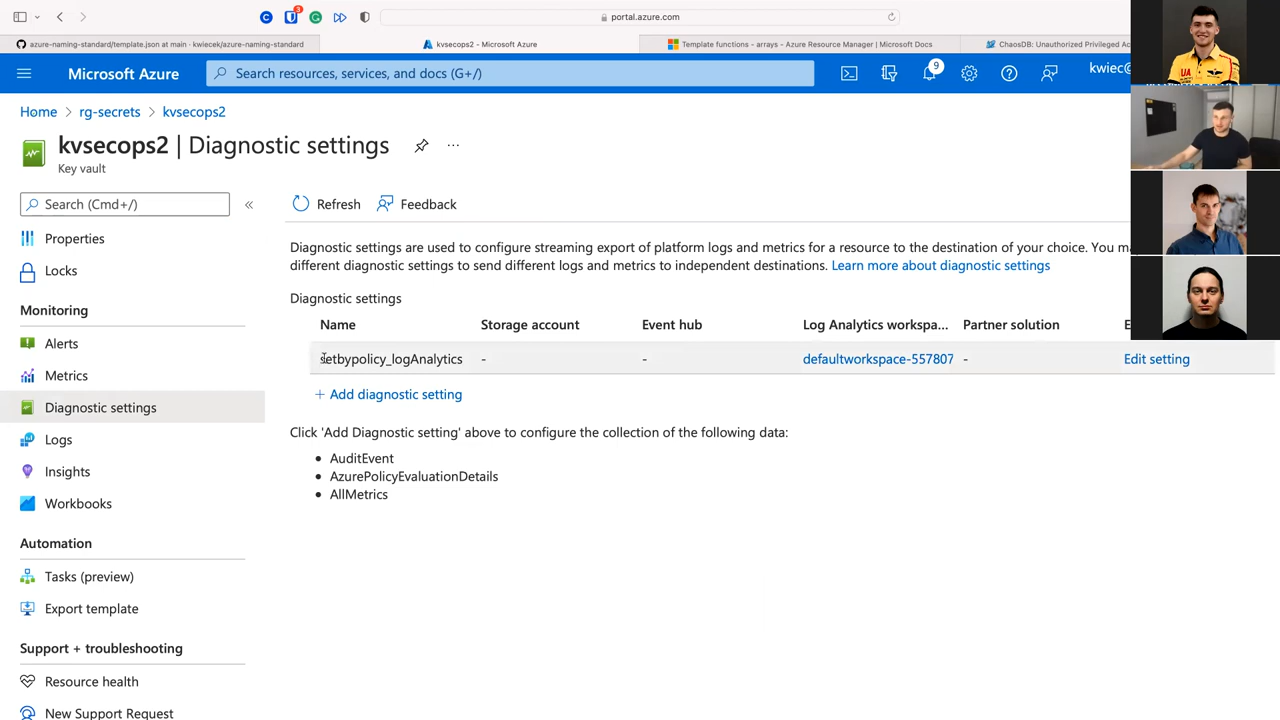 portal.azure.com
azure-naming-standard/template.json at main · kwiecek/azure-naming-standard
kvsecops2 - Microsoft Azure
Template functions - arrays - Azure Resource Manager | Microsoft Docs
ChaosDB: Unauthorized Privileged Ac
Microsoft Azure
Search resources, services, and docs (G+/)
9
kwiec@
Home > rg-secrets > kvsecops2
kvsecops2 | Diagnostic settings
Key vault
Search (Cmd+/)
«
Refresh
Feedback
Properties
Locks
Monitoring
Alerts
Metrics
Diagnostic settings
Logs
Insights
Workbooks
Automation
Tasks (preview)
Export template
Support + troubleshooting
Resource health
New Support Request
Diagnostic settings are used to configure streaming export of platform logs and metrics for a resource to the destination of your choice. You m
different diagnostic settings to send different logs and metrics to independent destinations. Learn more about diagnostic settings
Diagnostic settings
Name Storage account Event hub Log Analytics workspa... Partner solution E
setbypolicy_logAnalytics - - defaultworkspace-557807 - Edit setting
+ Add diagnostic setting
Click 'Add Diagnostic setting' above to configure the collection of the following data:
• AuditEvent
• AzurePolicyEvaluationDetails
• AllMetrics